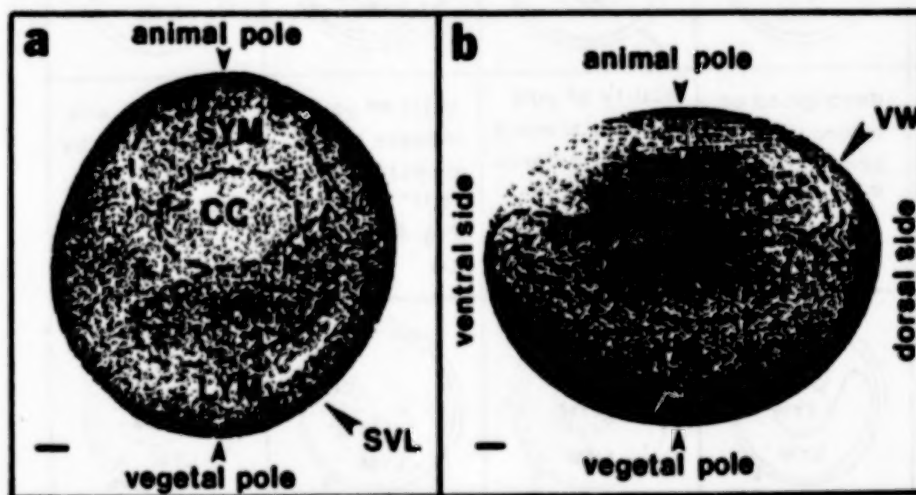 a
animal pole
SYM
CC
LYM
SVL
vegetal pole
b
animal pole
VW
ventral side
dorsal side
vegetal pole